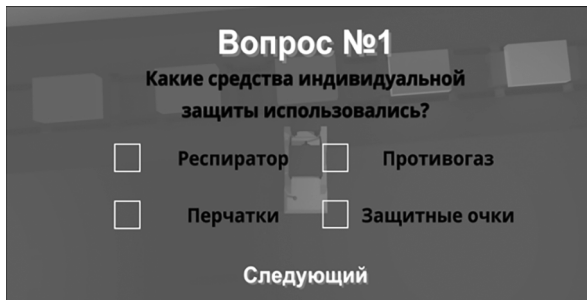 Вопрос №1
Какие средства индивидуальной
защиты использовались?
Респиратор
Противогаз
Перчатки
Защитные очки
Следующий